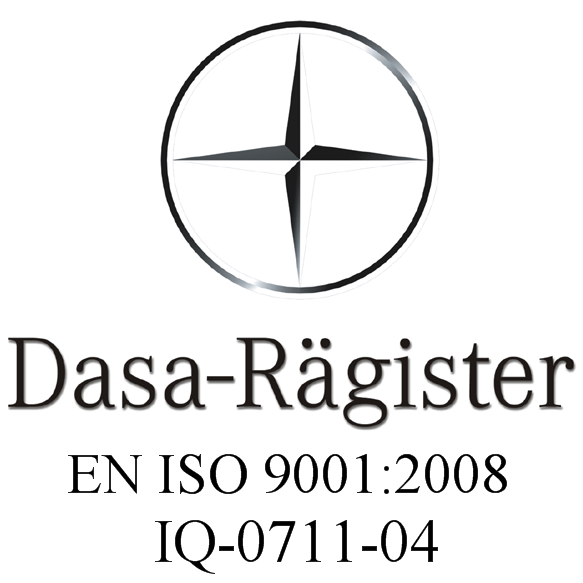 Dasa-Rägister
EN ISO 9001:2008
IQ-0711-04